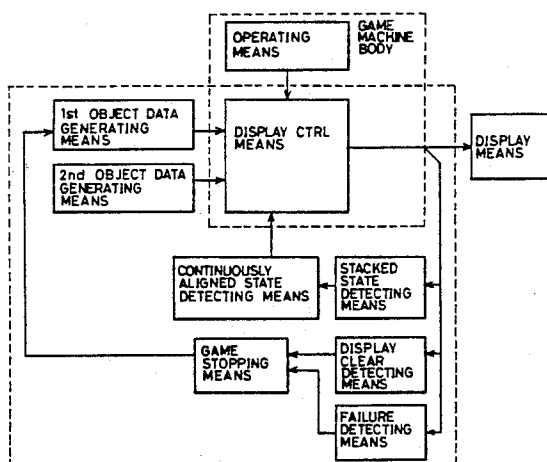 GAME
MACHINE
BODY
OPERATING
MEANS
1st OBJECT DATA
GENERATING
MEANS
DISPLAY CTRL
MEANS
DISPLAY
MEANS
2nd OBJECT DATA
GENERATING
MEANS
CONTINUOUSLY
ALIGNED STATE
DETECTING MEANS
STACKED
STATE
DETECTING
MEANS
GAME
STOPPING
MEANS
DISPLAY
CLEAR
DETECTING
MEANS
FAILURE
DETECTING
MEANS